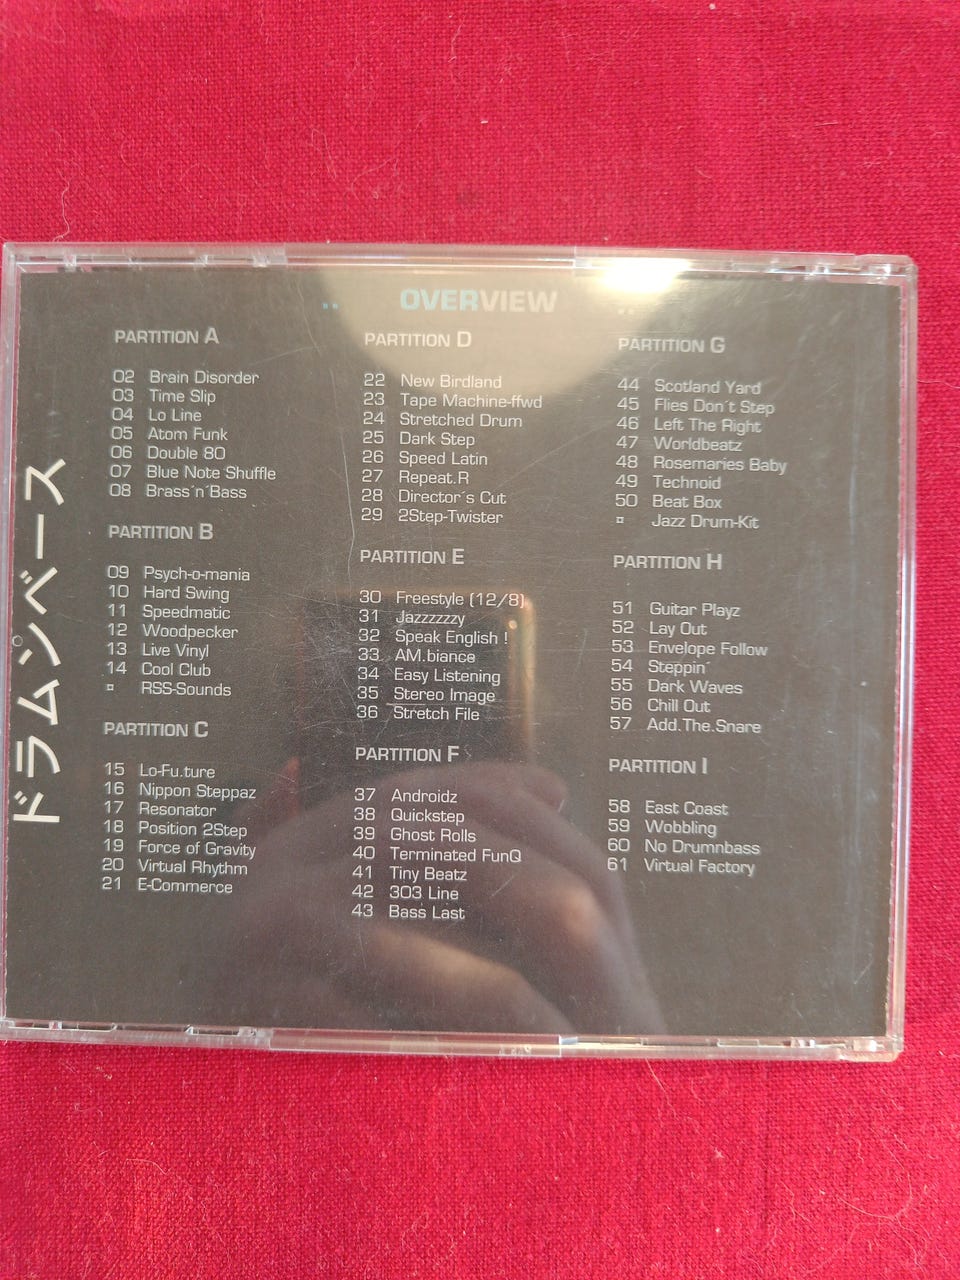 OVERVIEW
PARTITION A
02 Brain Disorder
03 Time Slip
04 Lo Line
05 Atom Funk
06 Double 80
07 Blue Note Shuffle
08 Brass´n´Bass
PARTITION B
09 Psych-o-mania
10 Hard Swing
11 Speedmatic
12 Woodpecker
13 Live Vinyl
14 Cool Club
¤ RSS-Sounds
PARTITION C
15 Lo-Fu.ture
16 Nippon Steppaz
17 Resonator
18 Position 2Step
19 Force of Gravity
20 Virtual Rhythm
21 E-Commerce
PARTITION D
22 New Birdland
23 Tape Machine-ffwd
24 Stretched Drum
25 Dark Step
26 Speed Latin
27 Repeat.R
28 Director´s Cut
29 2Step-Twister
PARTITION E
30 Freestyle (12/8)
31 Jazzzzzzy
32 Speak English !
33 AM.biance
34 Easy Listening
35 Stereo Image
36 Stretch File
PARTITION F
37 Androidz
38 Quickstep
39 Ghost Rolls
40 Terminated FunQ
41 Tiny Beatz
42 303 Line
43 Bass Last
PARTITION G
44 Scotland Yard
45 Flies Don´t Step
46 Left The Right
47 Worldbeatz
48 Rosemaries Baby
49 Technoid
50 Beat Box
¤ Jazz Drum-Kit
PARTITION H
51 Guitar Playz
52 Lay Out
53 Envelope Follow
54 Steppin´
55 Dark Waves
56 Chill Out
57 Add.The.Snare
PARTITION I
58 East Coast
59 Wobbling
60 No Drumnbass
61 Virtual Factory
ドラムンベース